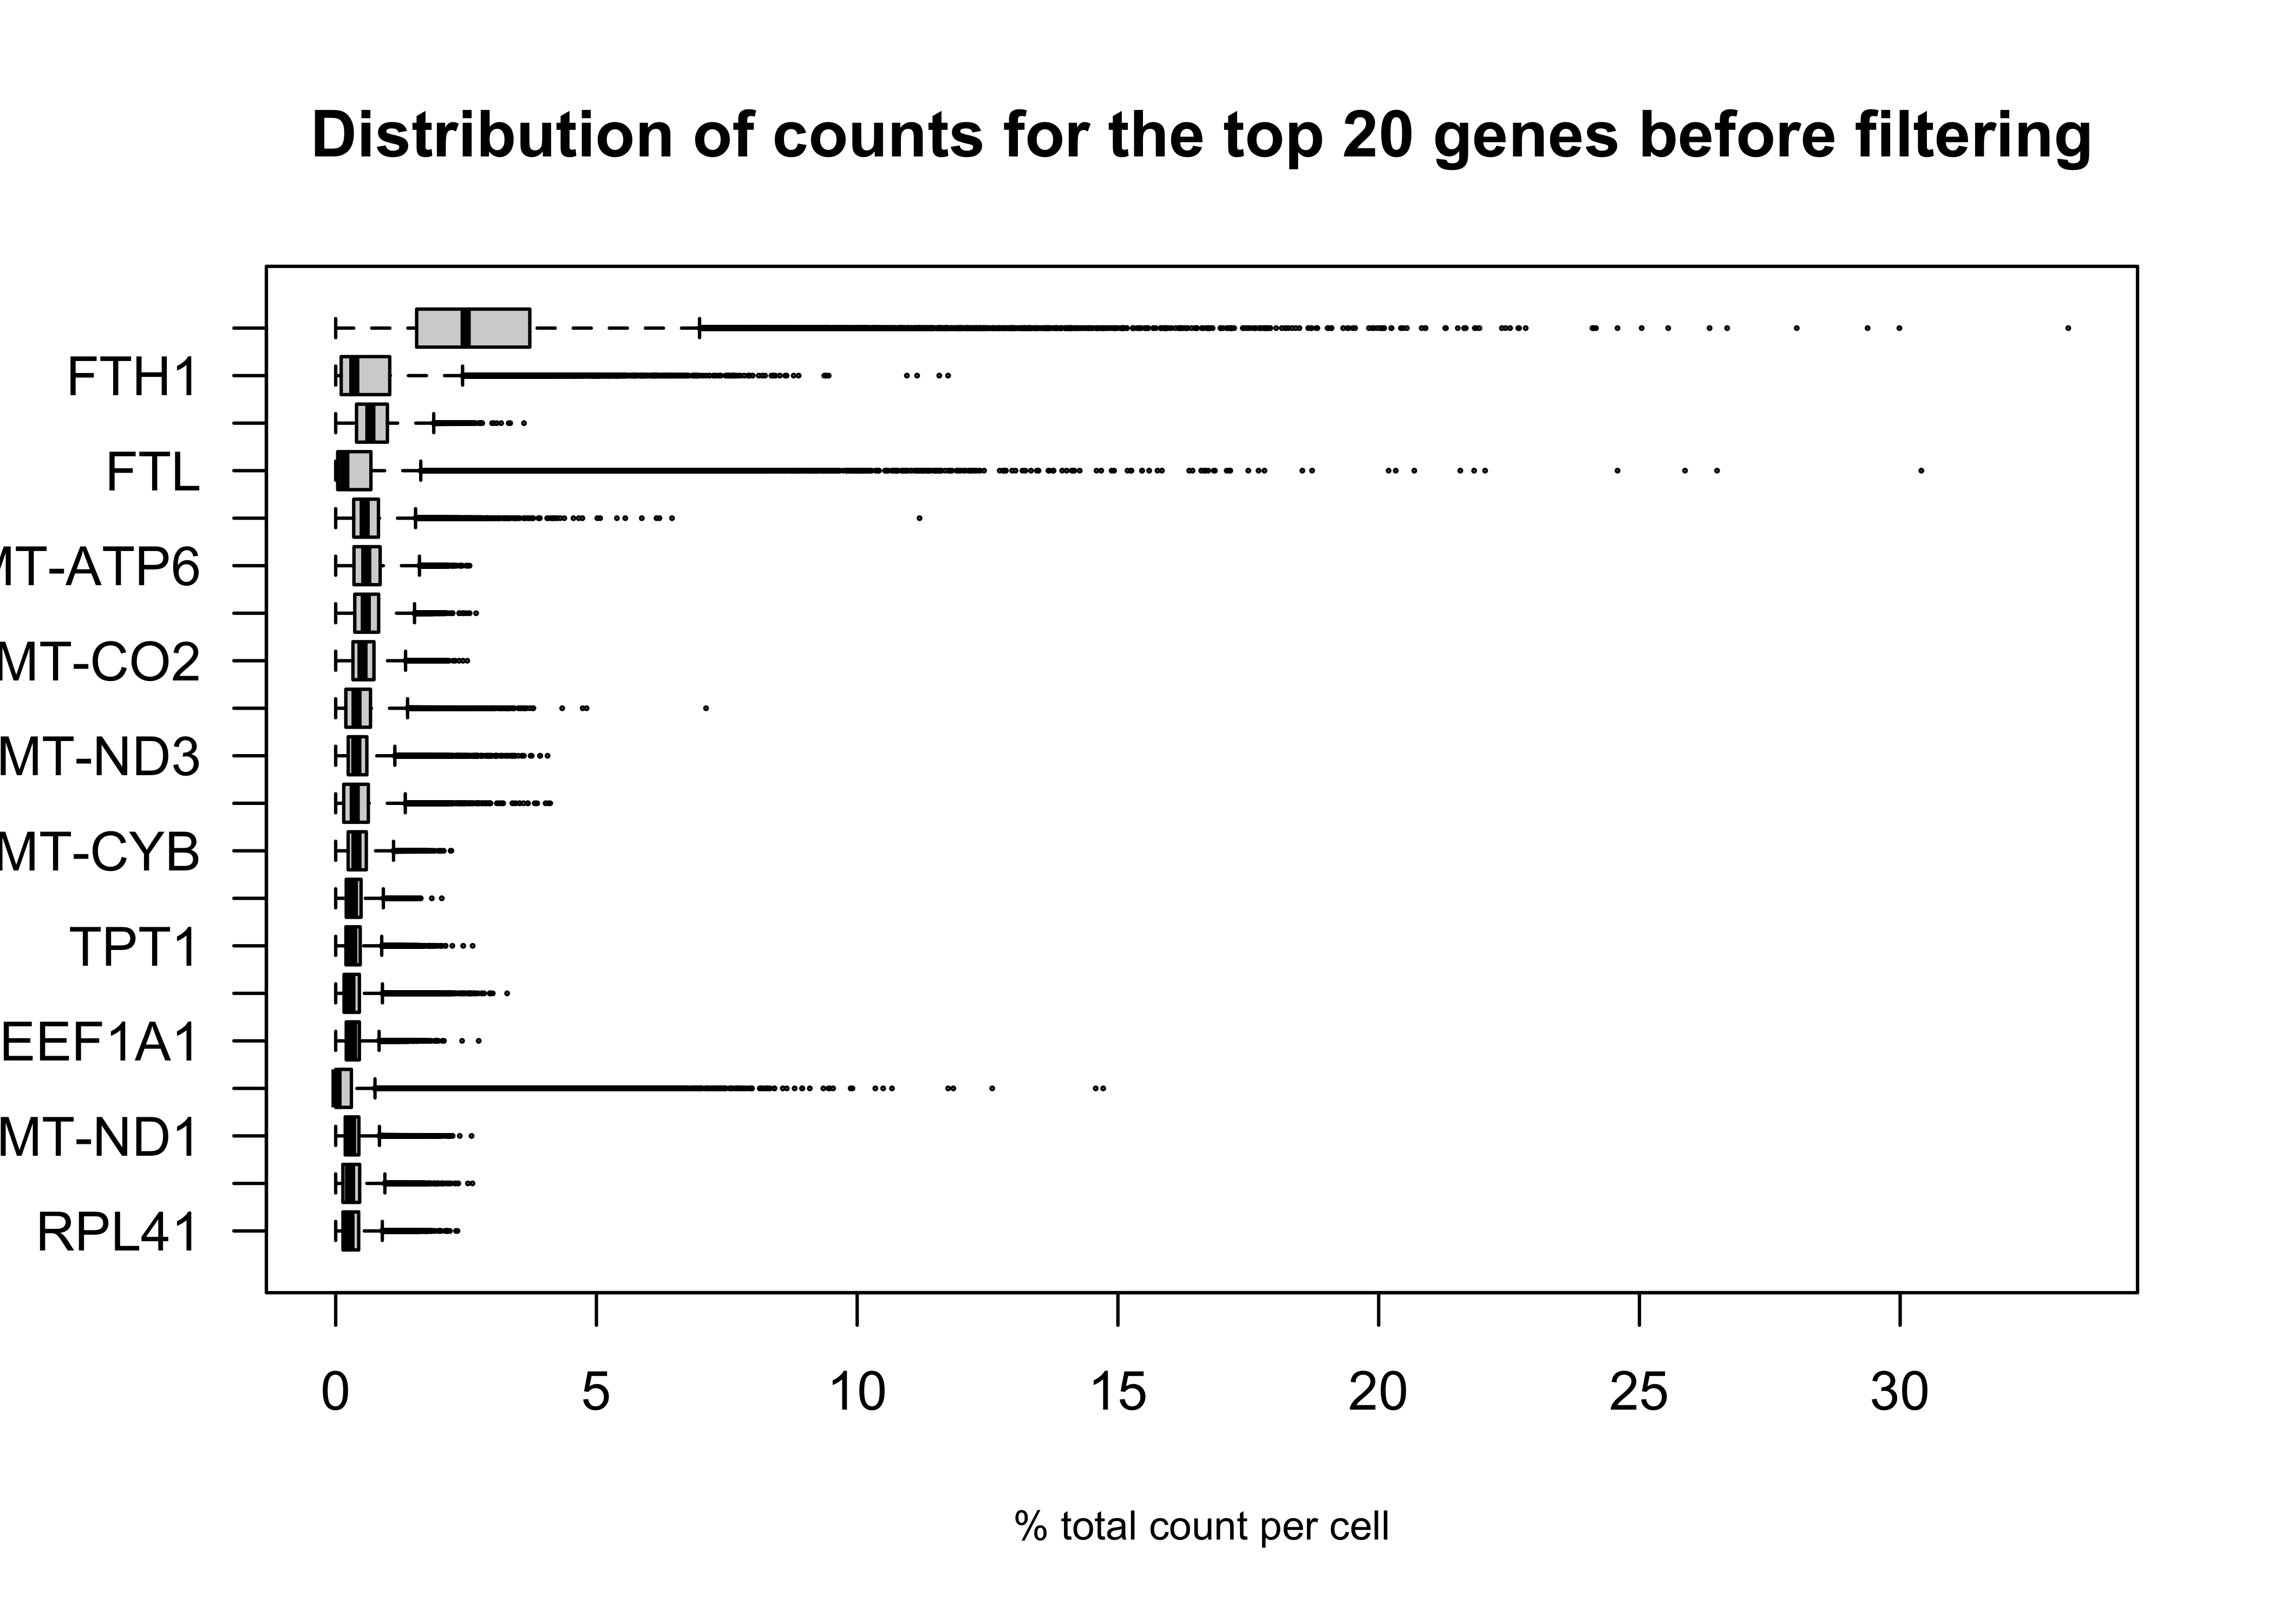 Distribution of counts for the top 20 genes before filtering
FTH1
FTL
MT-ATP6
MT-CO2
MT-ND3
MT-CYB
TPT1
EEF1A1
MT-ND1
RPL41
0 5 10 15 20 25 30
% total count per cell